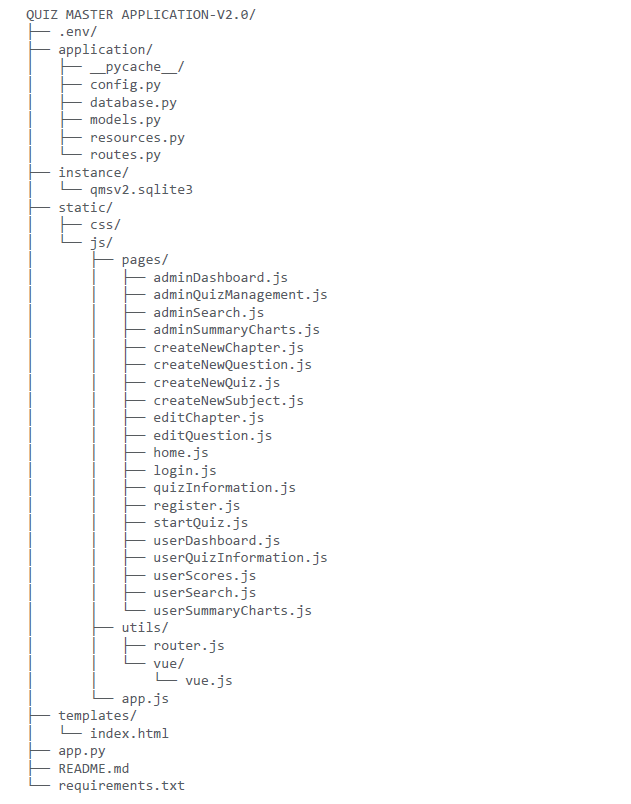 QUIZ MASTER APPLICATION-V2.0/
├── .env/
├── application/
│   ├── __pycache__/
│   ├── config.py
│   ├── database.py
│   ├── models.py
│   ├── resources.py
│   └── routes.py
├── instance/
│   └── qmsv2.sqlite3
├── static/
│   ├── css/
│   └── js/
│       ├── pages/
│       │   ├── adminDashboard.js
│       │   ├── adminQuizManagement.js
│       │   ├── adminSearch.js
│       │   ├── adminSummaryCharts.js
│       │   ├── createNewChapter.js
│       │   ├── createNewQuestion.js
│       │   ├── createNewQuiz.js
│       │   ├── createNewSubject.js
│       │   ├── editChapter.js
│       │   ├── editQuestion.js
│       │   ├── home.js
│       │   ├── login.js
│       │   ├── quizInformation.js
│       │   ├── register.js
│       │   ├── startQuiz.js
│       │   ├── userDashboard.js
│       │   ├── userQuizInformation.js
│       │   ├── userScores.js
│       │   ├── userSearch.js
│       │   └── userSummaryCharts.js
│       ├── utils/
│       │   ├── router.js
│       │   └── vue/
│       │       └── vue.js
│       └── app.js
├── templates/
│   └── index.html
├── app.py
├── README.md
└── requirements.txt